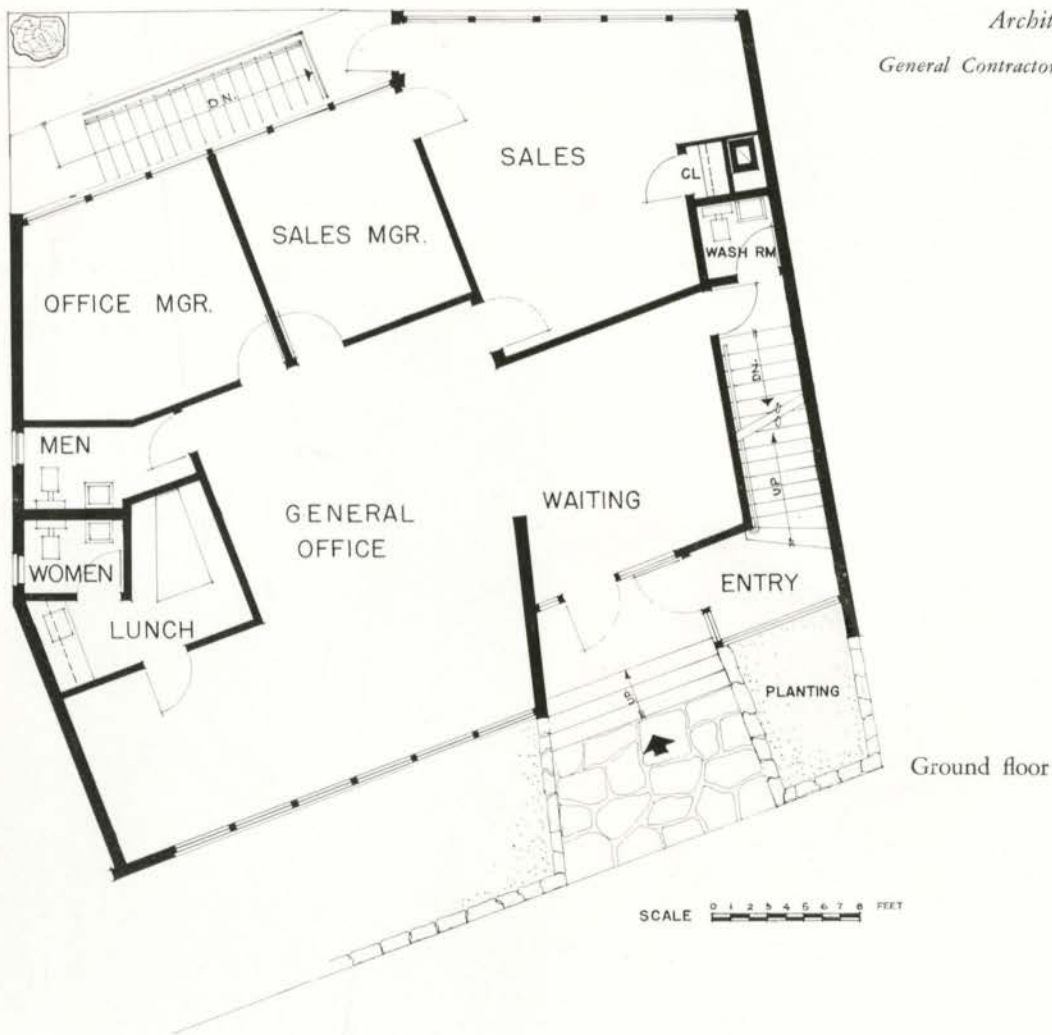 Archit
General Contractor
D.N.
SALES
CL
SALES MGR.
WASH RM
OFFICE MGR.
DN.
UP
MEN
WAITING
GENERAL
OFFICE
WOMEN
ENTRY
LUNCH
UP
PLANTING
Ground floor
SCALE 0 1 2 3 4 5 6 7 8 FEET